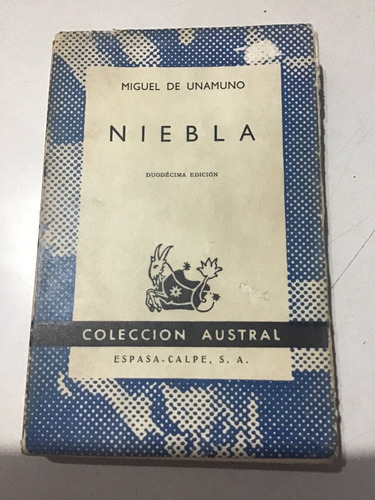 MIGUEL DE UNAMUNO
NIEBLA
DUODÉCIMA EDICIÓN
COLECCION AUSTRAL
ESPASA-CALPE, S. A.